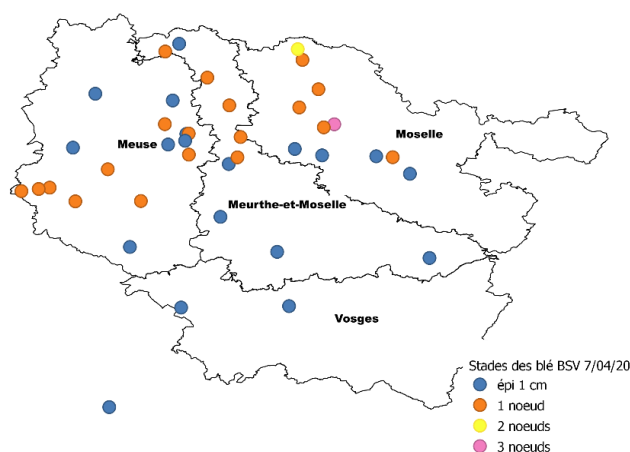 Moselle
Meuse
Meurthe-et-Moselle
Vosges
Stades des blé BSV 7/04/20
épi 1 cm
1 noeud
2 noeuds
3 noeuds